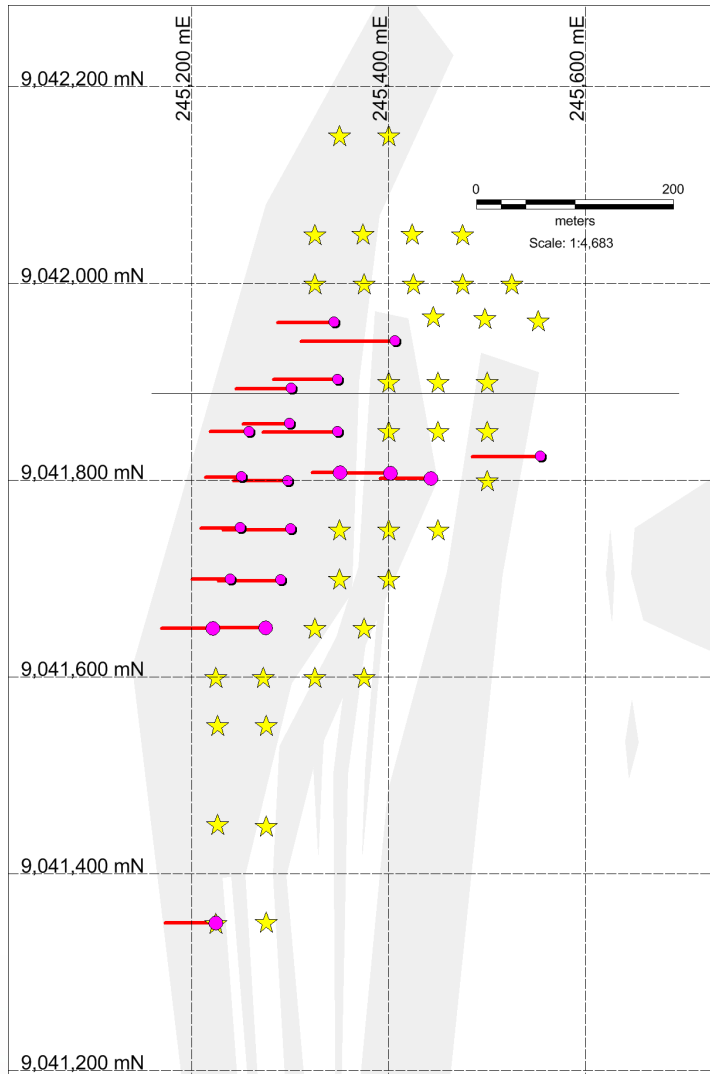 245,200 mE
245,400 mE
245,600 mE
9,042,200 mN
0 200
meters
Scale: 1:4,683
9,042,000 mN
9,041,800 mN
9,041,600 mN
9,041,400 mN
9,041,200 mN